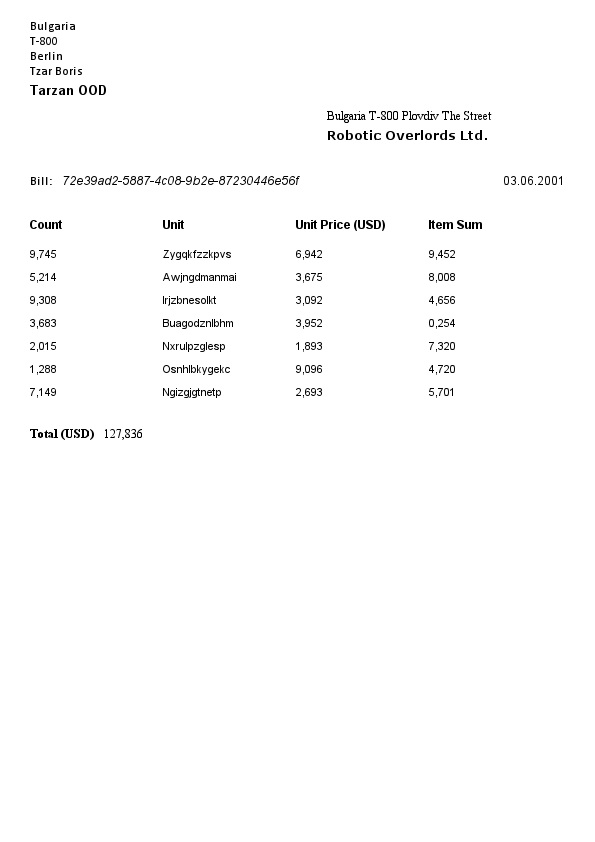 Bulgaria
T-800
Berlin
Tzar Boris
Tarzan OOD
Bulgaria T-800 Plovdiv The Street
Robotic Overlords Ltd.
Bill: 72e39ad2-5887-4c08-9b2e-87230446e56f 03.06.2001
Count Unit Unit Price (USD) Item Sum
9,745 Zygqkfzzkpvs 6,942 9,452
5,214 Awjngdmanmai 3,675 8,008
9,308 Irjzbnesolkt 3,092 4,656
3,683 Buagodznlbhm 3,952 0,254
2,015 Nxrulpzglesp 1,893 7,320
1,288 Osnhlbkygekc 9,096 4,720
7,149 Ngizgjgtnetp 2,693 5,701
Total (USD) 127,836